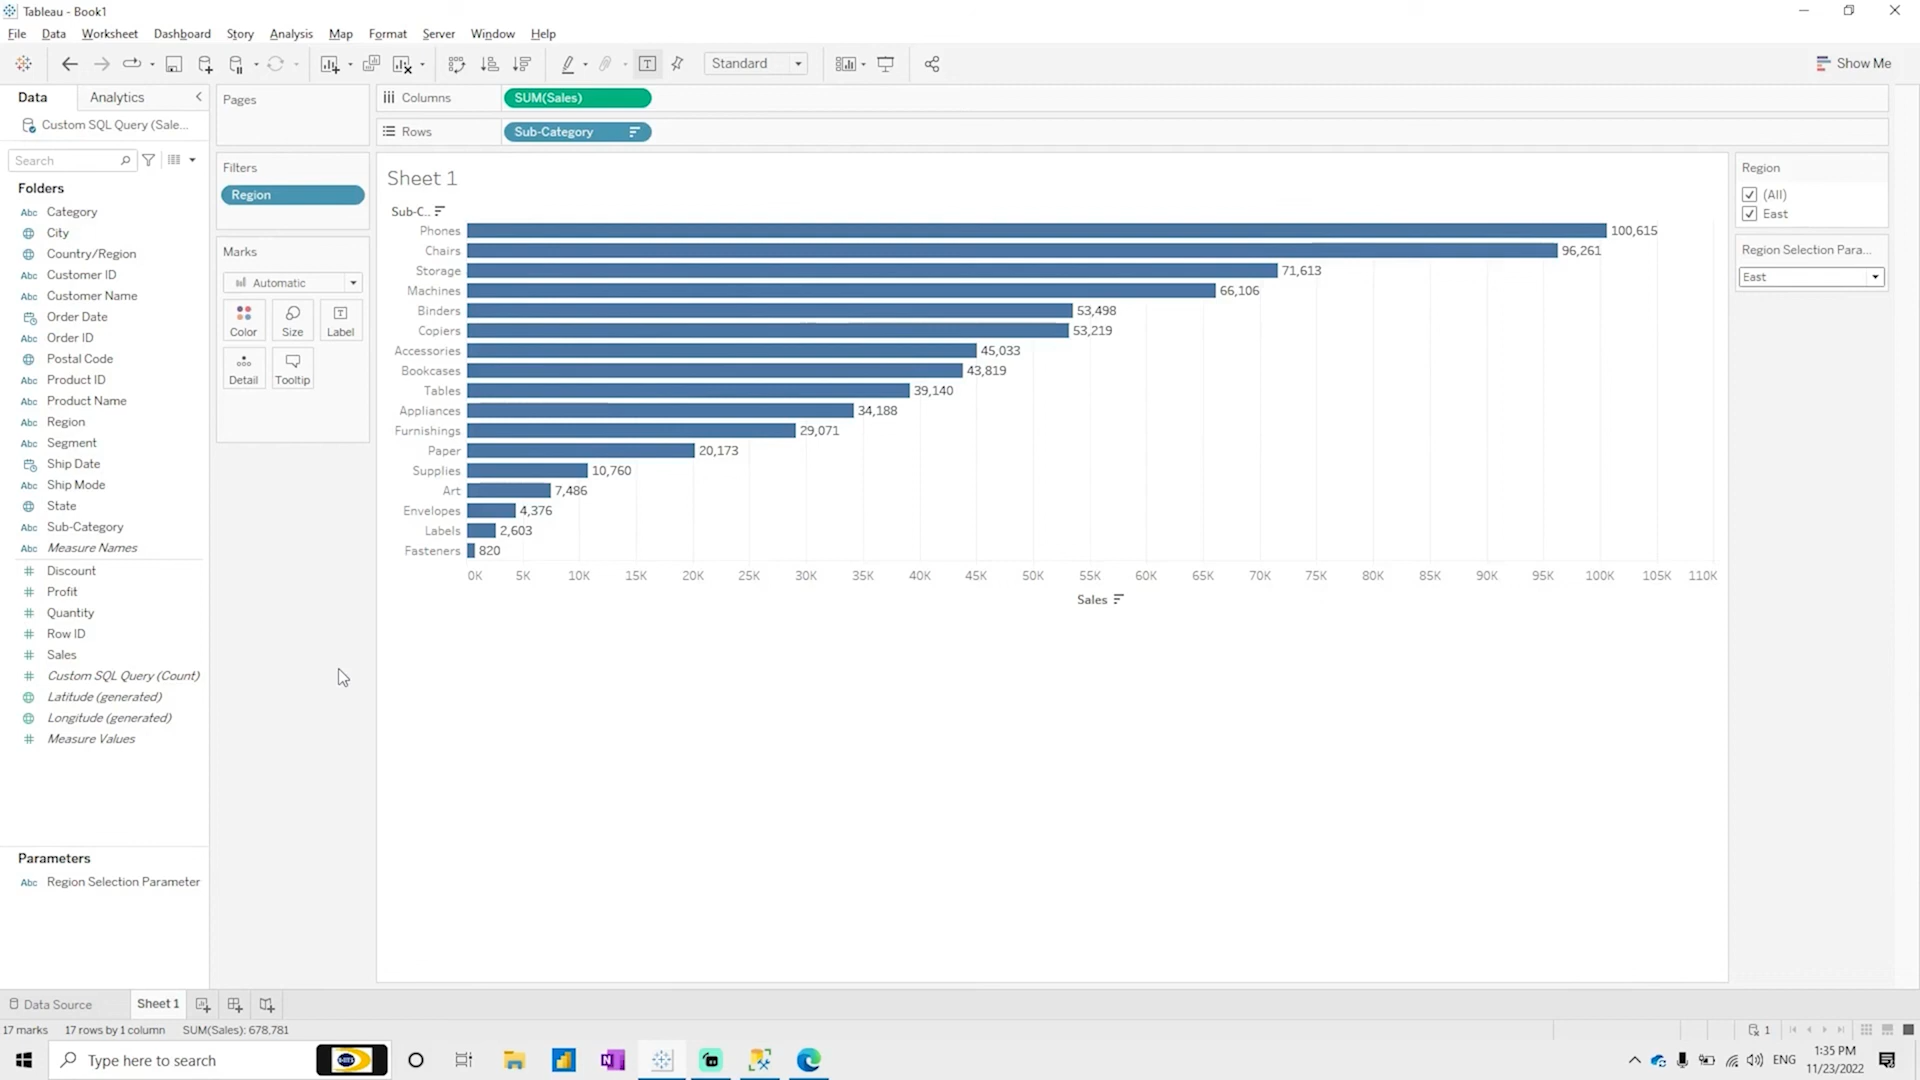 Tableau - Book1
File Data Worksheet Dashboard Story Analysis Map Format Server Window Help
Standard
Show Me
Data Analytics
Custom SQL Query (Sale...
Search
Folders
Abc Category
City
Country/Region
Abc Customer ID
Abc Customer Name
Order Date
Abc Order ID
Postal Code
Abc Product ID
Abc Product Name
Abc Region
Abc Segment
Ship Date
Abc Ship Mode
State
Abc Sub-Category
Abc Measure Names
# Discount
# Profit
# Quantity
# Row ID
# Sales
# Custom SQL Query (Count)
Latitude (generated)
Longitude (generated)
# Measure Values
Parameters
Abc Region Selection Parameter
Pages
Filters
Region
Marks
Automatic
Color Size Label
Detail Tooltip
Columns SUM(Sales)
Rows Sub-Category
Sheet 1
Sub-C..
Phones 100,615
Chairs 96,261
Storage 71,613
Machines 66,106
Binders 53,498
Copiers 53,219
Accessories 45,033
Bookcases 43,819
Tables 39,140
Appliances 34,188
Furnishings 29,071
Paper 20,173
Supplies 10,760
Art 7,486
Envelopes 4,376
Labels 2,603
Fasteners 820
0K 5K 10K 15K 20K 25K 30K 35K 40K 45K 50K 55K 60K 65K 70K 75K 80K 85K 90K 95K 100K 105K 110K
Sales
Region
(All)
East
Region Selection Para...
East
Data Source Sheet 1
17 marks 17 rows by 1 column SUM(Sales): 678,781
1
Type here to search
ENG
1:35 PM
11/23/2022